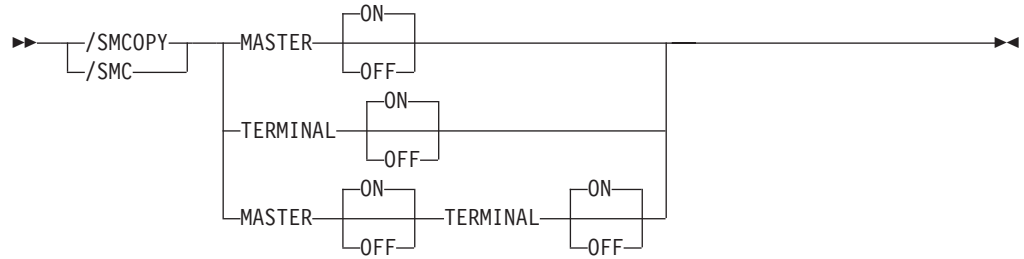 ON
/SMCOPY MASTER
/SMC OFF
ON
TERMINAL
OFF
ON ON
MASTER TERMINAL
OFF OFF